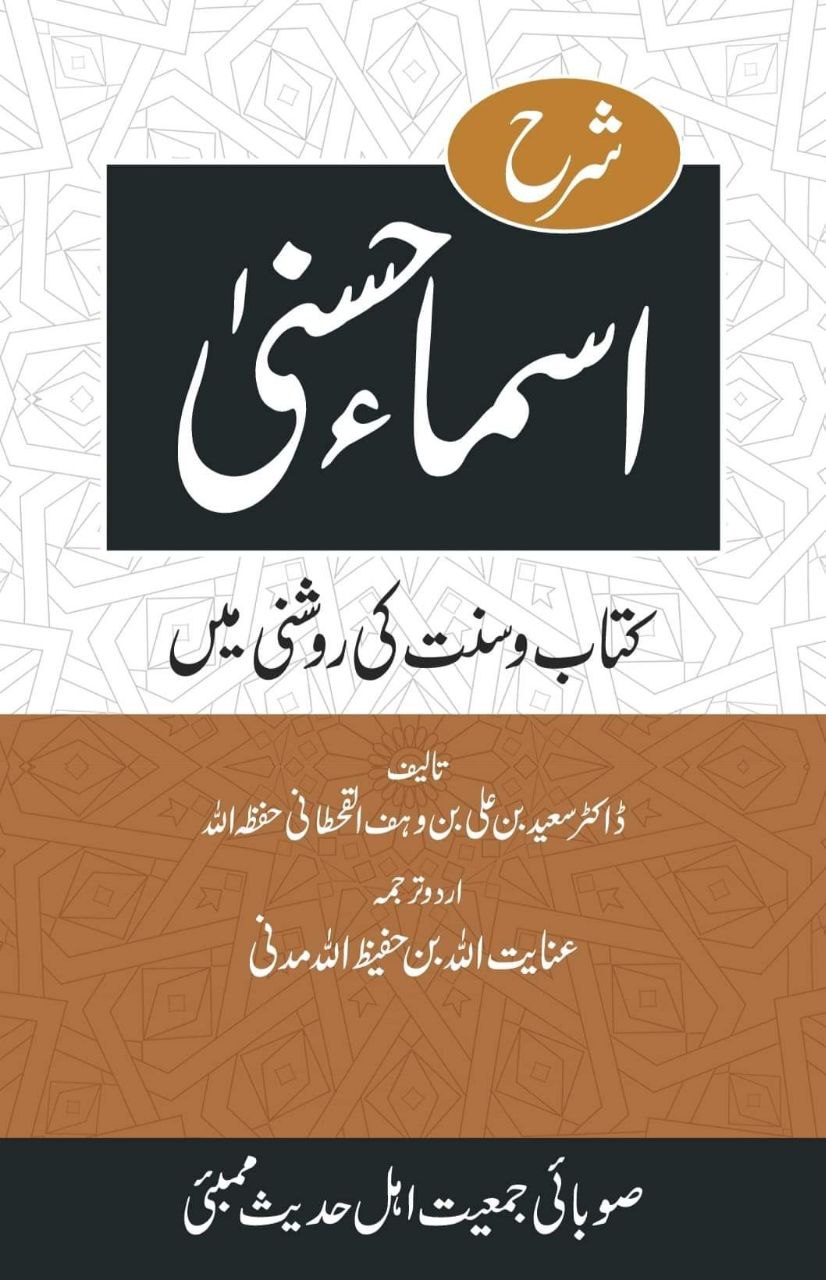 شرح
اسماء حسنیٰ
کتاب و سنت کی روشنی میں
تالیف
ڈاکٹر سعید بن علی بن وہف القحطانی حفظہ اللہ
اردو ترجمہ
عنایت اللہ بن حفیظ اللہ مدنی
صوبائی جمعیت اہل حدیث ممبئی